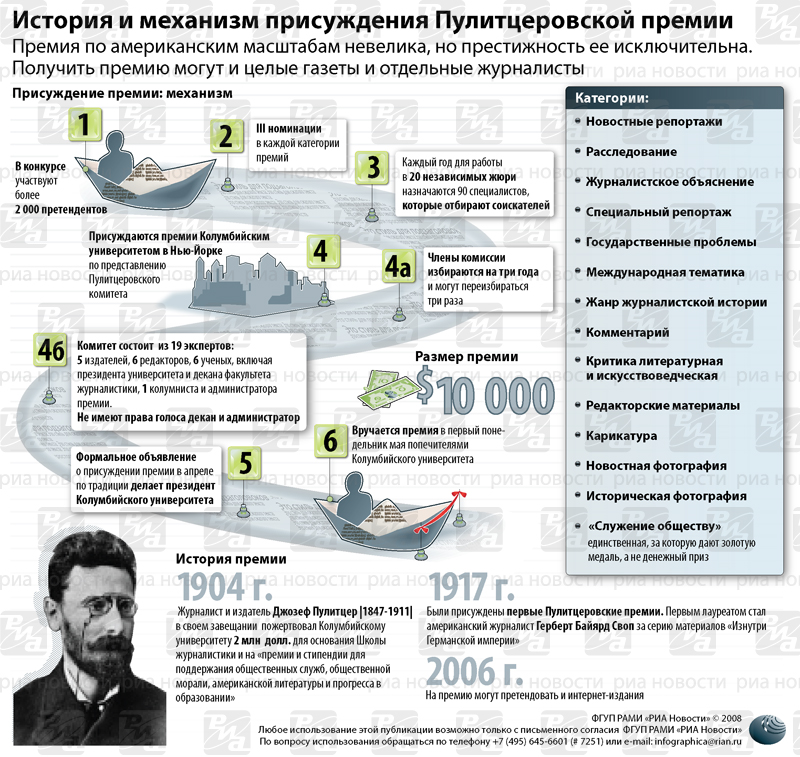 История и механизм присуждения Пулитцеровской премии
Премия по американским масштабам невелика, но престижность ее исключительна.
Получить премию могут и целые газеты и отдельные журналисты
Присуждение премии: механизм
1
В конкурсе
участвуют
более
2 000 претендентов
2
III номинации
в каждой категории
премий
3
Каждый год для работы
в 20 независимых жюри
назначаются 90 специалистов,
которые отбирают соискателей
Присуждаются премии Колумбийским
университетом в Нью-Йорке
по представлению
Пулитцеровского
комитета
4
4а
Члены комиссии
избираются на три года
и могут переизбираться
три раза
4б
Комитет состоит из 19 экспертов:
5 издателей, 6 редакторов, 6 ученых, включая
президента университета и декана факультета
журналистики, 1 колумниста и администратора
премии.
Не имеют права голоса декан и администратор
Размер премии
$10 000
Формальное объявление
о присуждении премии в апреле
по традиции делает президент
Колумбийского университета
5
6
Вручается премия в первый поне-
дельник мая попечителями
Колумбийского университета
Категории:
Новостные репортажи
Расследование
Журналистское объяснение
Специальный репортаж
Государственные проблемы
Международная тематика
Жанр журналистской истории
Комментарий
Критика литературная
и искусствоведческая
Редакторские материалы
Карикатура
Новостная фотография
Историческая фотография
«Служение обществу»
единственная, за которую дают золотую
медаль, а не денежный приз
История премии
1904 г.
Журналист и издатель Джозеф Пулитцер |1847-1911|
в своем завещании пожертвовал Колумбийскому
университету 2 млн долл. для основания Школы
журналистики и на «премии и стипендии для
поддержания общественных служб, общественной
морали, американской литературы и прогресса в
образовании»
1917 г.
Были присуждены первые Пулитцеровские премии. Первым лауреатом стал
американский журналист Герберт Байярд Своп за серию материалов «Изнутри
Германской империи»
2006 г.
На премию могут претендовать и интернет-издания
ФГУП РАМИ «РИА Новости» © 2008
Любое использование этой публикации возможно только с письменного согласия ФГУП РАМИ «РИА Новости»
По вопросу использования обращаться по телефону +7 (495) 645-6601 (# 7251) или e-mail: infographica@rian.ru